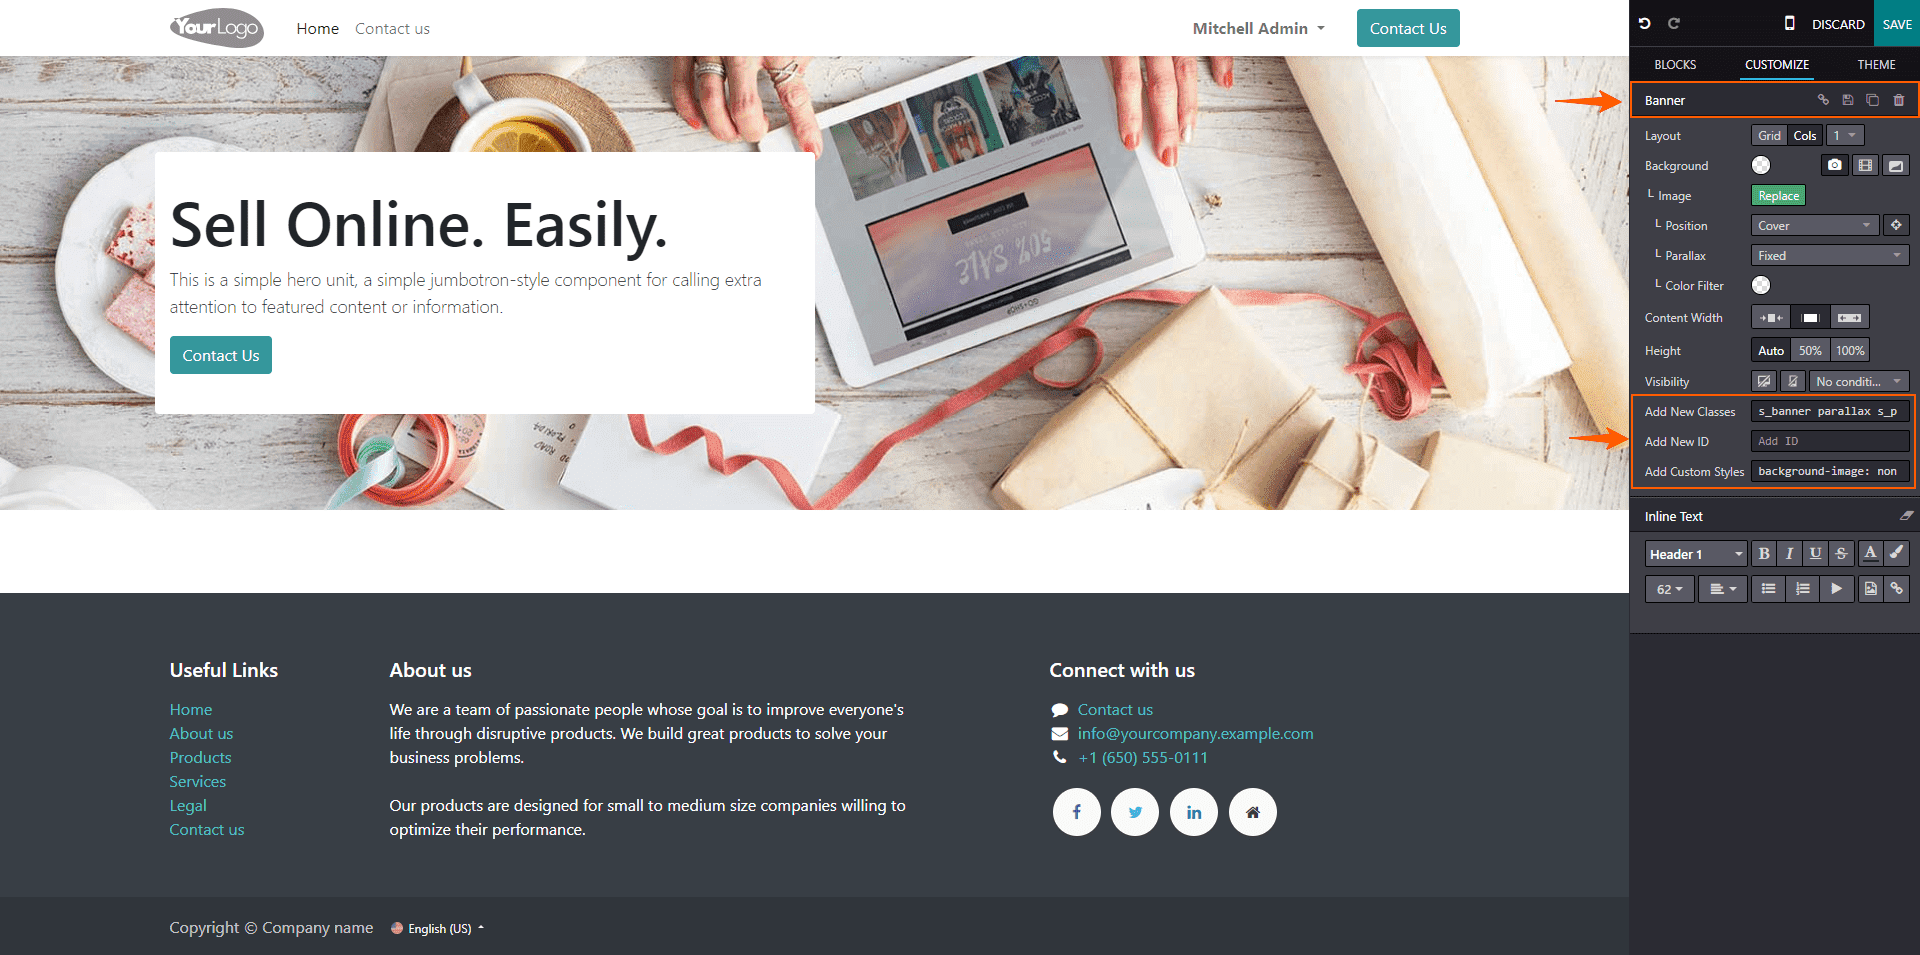 YourLogo
Home
Contact us
Mitchell Admin
Contact Us
DISCARD
SAVE
BLOCKS
CUSTOMIZE
THEME
Banner
Layout
Grid
Cols
1
Background
Image
Replace
Position
Cover
Parallax
Fixed
Color Filter
Content Width
Height
Auto
50%
100%
Visibility
No conditi...
Add New Classes
s_banner parallax s_p
Add New ID
Add ID
Add Custom Styles
background-image: non
Inline Text
Header 1
B
I
U
S
A
62
Sell Online. Easily.
This is a simple hero unit, a simple jumbotron-style component for calling extra
attention to featured content or information.
Contact Us
50% SALE
Useful Links
Home
About us
Products
Services
Legal
Contact us
About us
We are a team of passionate people whose goal is to improve everyone's
life through disruptive products. We build great products to solve your
business problems.
Our products are designed for small to medium size companies willing to
optimize their performance.
Connect with us
Contact us
info@yourcompany.example.com
+1 (650) 555-0111
Copyright © Company name
English (US)